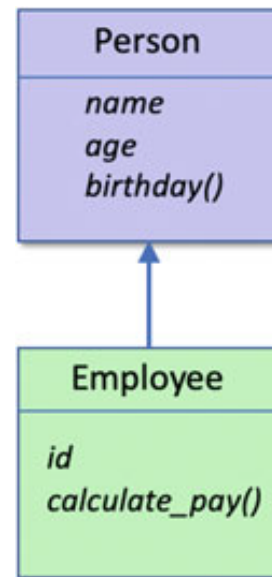 Person
name
age
birthday()
Employee
id
calculate_pay()